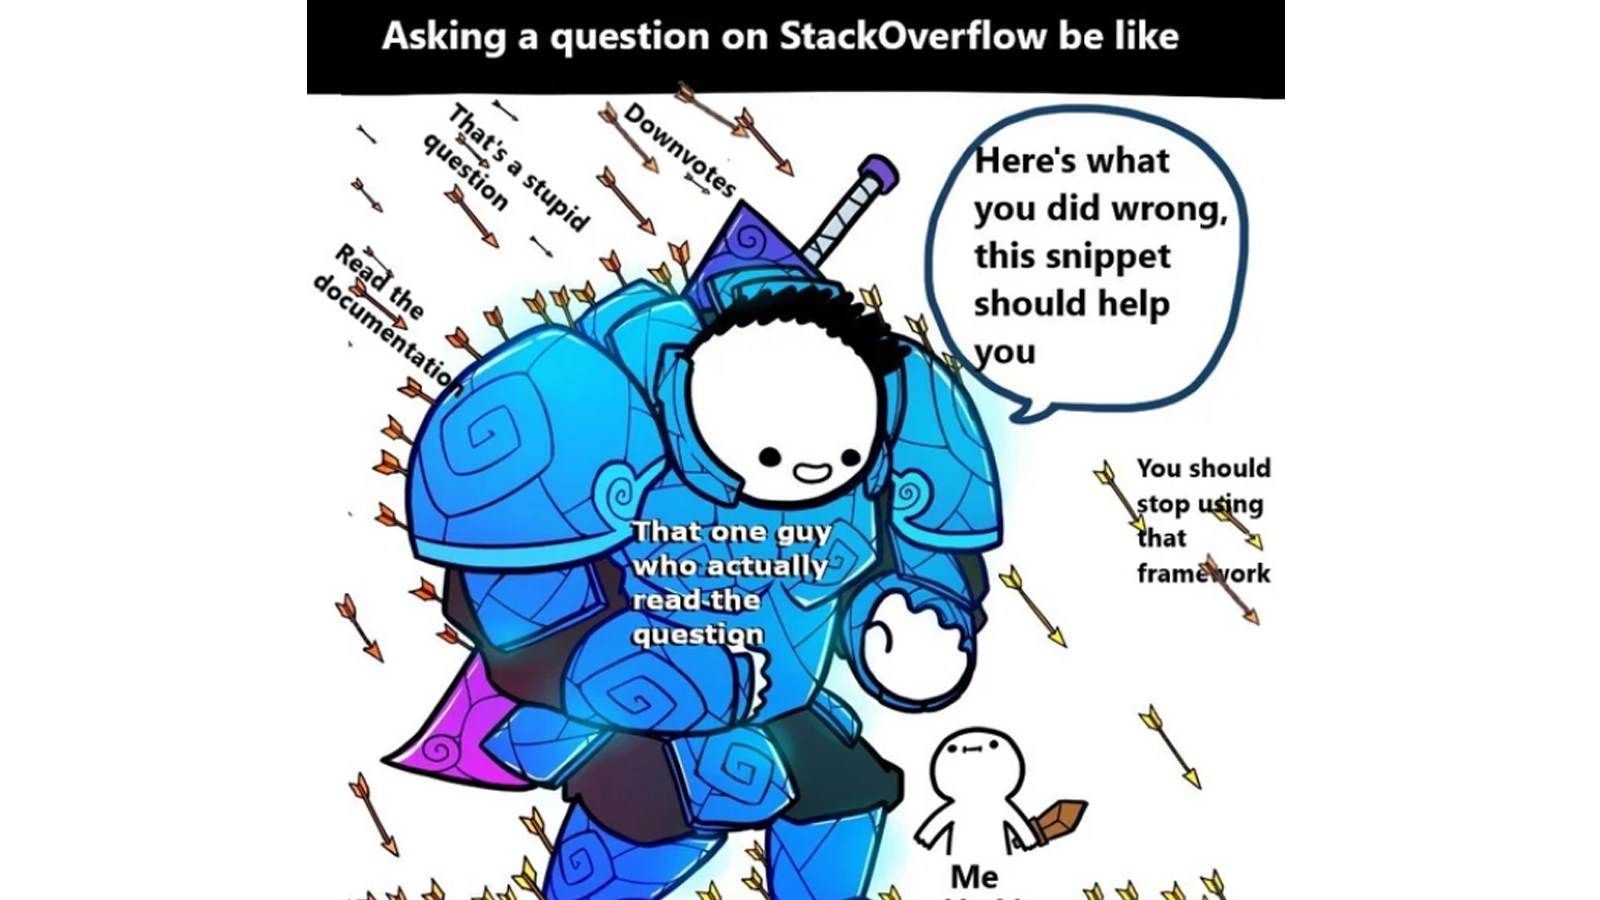 Asking a question on StackOverflow be like
That's a stupid
question
Downvotes
Read the
documentation
Here's what
you did wrong,
this snippet
should help
you
You should
stop using
that
framework
That one guy
who actually
read the
question
Me